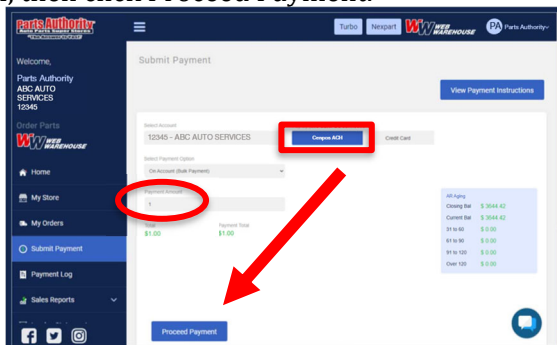 , then click Proceed Payment.
Parts Authority
Auto Parts Super Stores
Turbo
Nexpart
WEB WAREHOUSE
PA
Parts Authority
Welcome,
Parts Authority
ABC AUTO
SERVICES
12345
Order Parts
WEB
WAREHOUSE
Home
My Store
My Orders
Submit Payment
Payment Log
Sales Reports
Submit Payment
View Payment Instructions
Select Account
12345 - ABC AUTO SERVICES
Cenpos ACH
Credit Card
Select Payment Option
On Account (Bulk Payment)
Payment Amount
1
Total
Payment Total
$1.00
$1.00
AR Aging
Closing Bal $ 3644.42
Current Bal $ 3644.42
31 to 60 $ 0.00
61 to 90 $ 0.00
91 to 120 $ 0.00
Over 120 $ 0.00
Proceed Payment